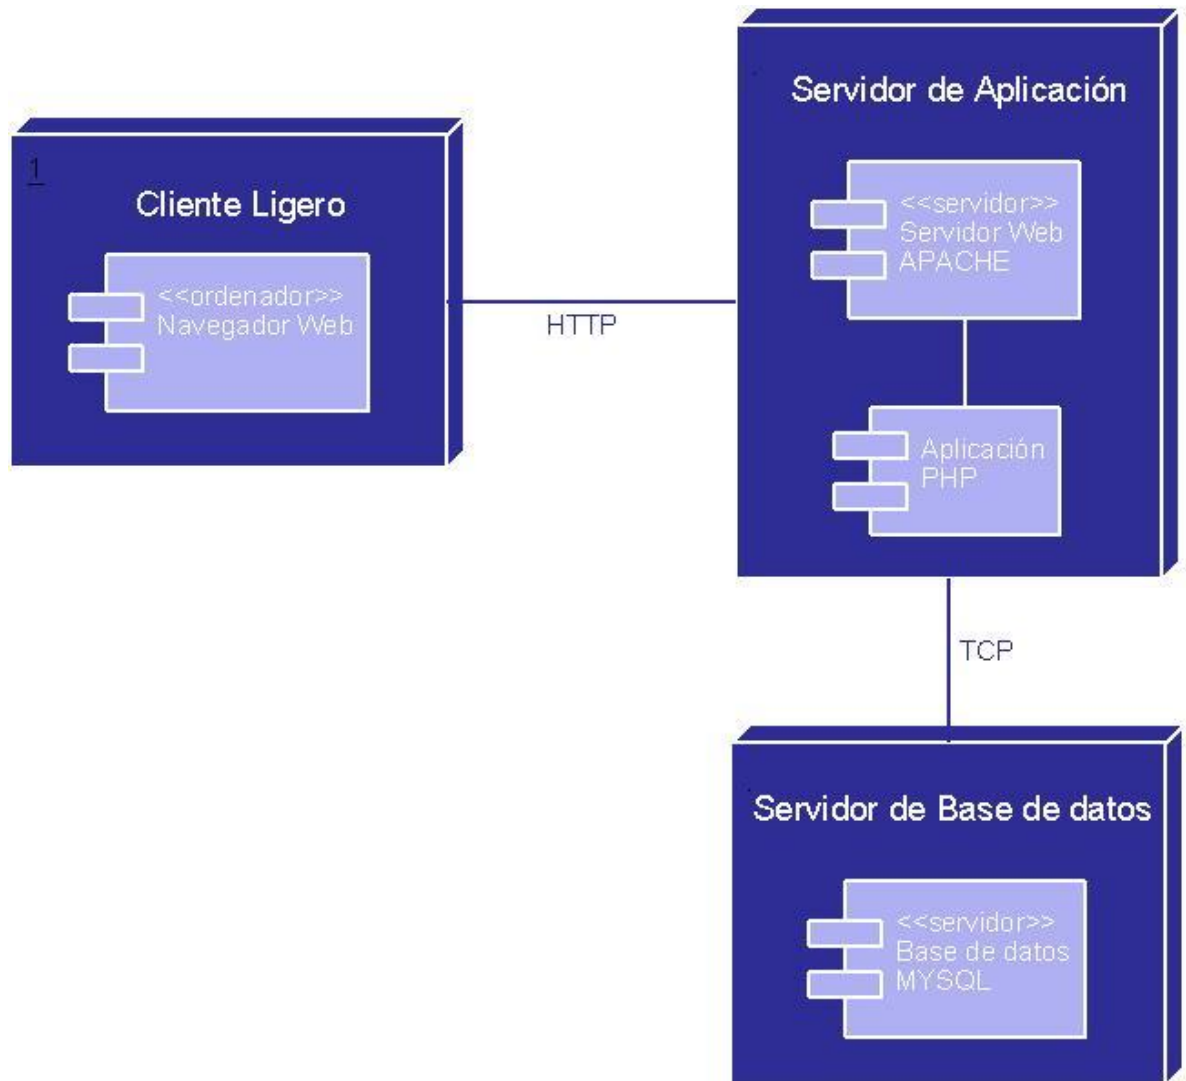 1
Cliente Ligero
<<ordenador>>
Navegador Web
HTTP
Servidor de Aplicación
<<servidor>>
Servidor Web
APACHE
Aplicación
PHP
TCP
Servidor de Base de datos
<<servidor>>
Base de datos
MYSQL